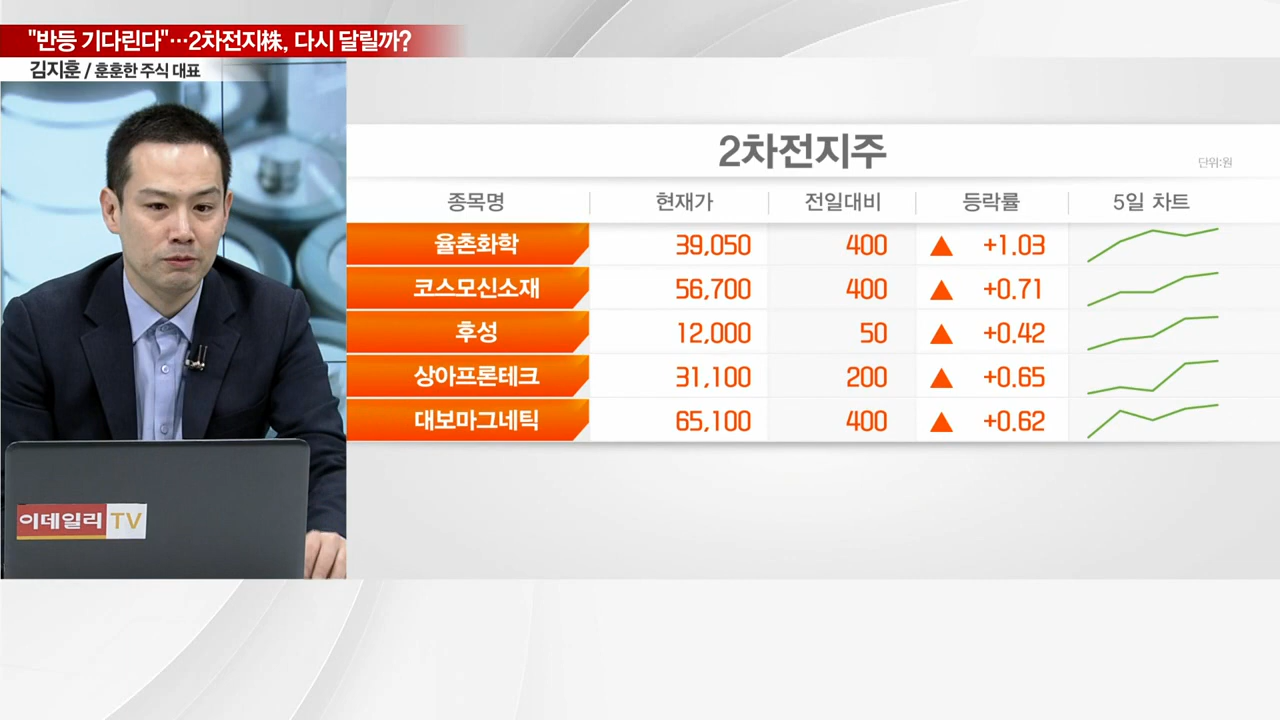 "반등 기다린다"…2차전지株, 다시 달릴까?
김지훈 / 훈훈한 주식 대표
2차전지주
단위:원
종목명 현재가 전일대비 등락률 5일 차트
율촌화학 39,050 400 ▲ +1.03
코스모신소재 56,700 400 ▲ +0.71
후성 12,000 50 ▲ +0.42
상아프론테크 31,100 200 ▲ +0.65
대보마그네틱 65,100 400 ▲ +0.62
이데일리 TV